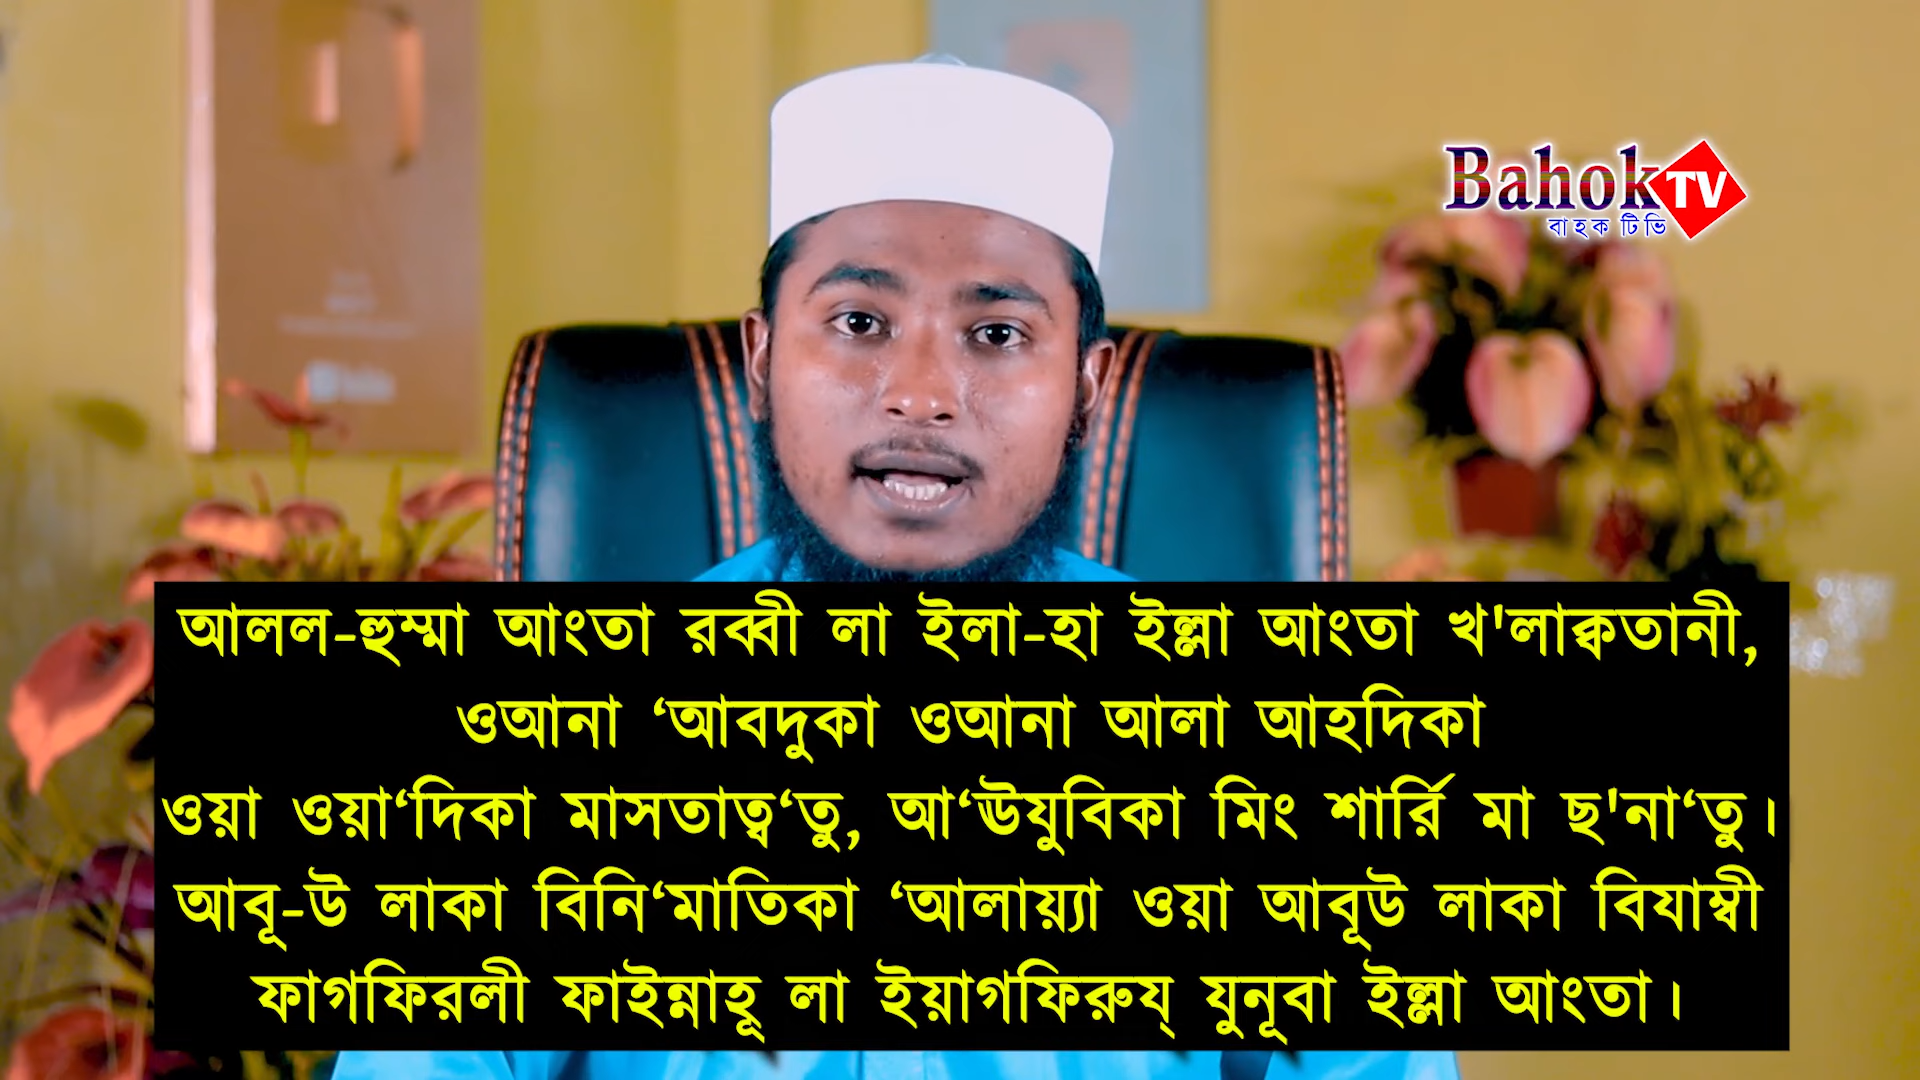 Bahok TV
বাহক টিভি
আলল-হুম্মা আংতা রব্বী লা ইলা-হা ইল্লা আংতা খ'লাক্বতানী,
ওআনা ‘আবদুকা ওআনা আলা আহদিকা
ওয়া ওয়া‘দিকা মাসতাত্ব‘তু, আ‘ঊযুবিকা মিং শার্রি মা ছ'না‘তু।
আবূ-উ লাকা বিনি‘মাতিকা ‘আলায়্যা ওয়া আবূউ লাকা বিযাম্বী
ফাগফিরলী ফাইন্নাহূ লা ইয়াগফিরুয্ যুনূবা ইল্লা আংতা।